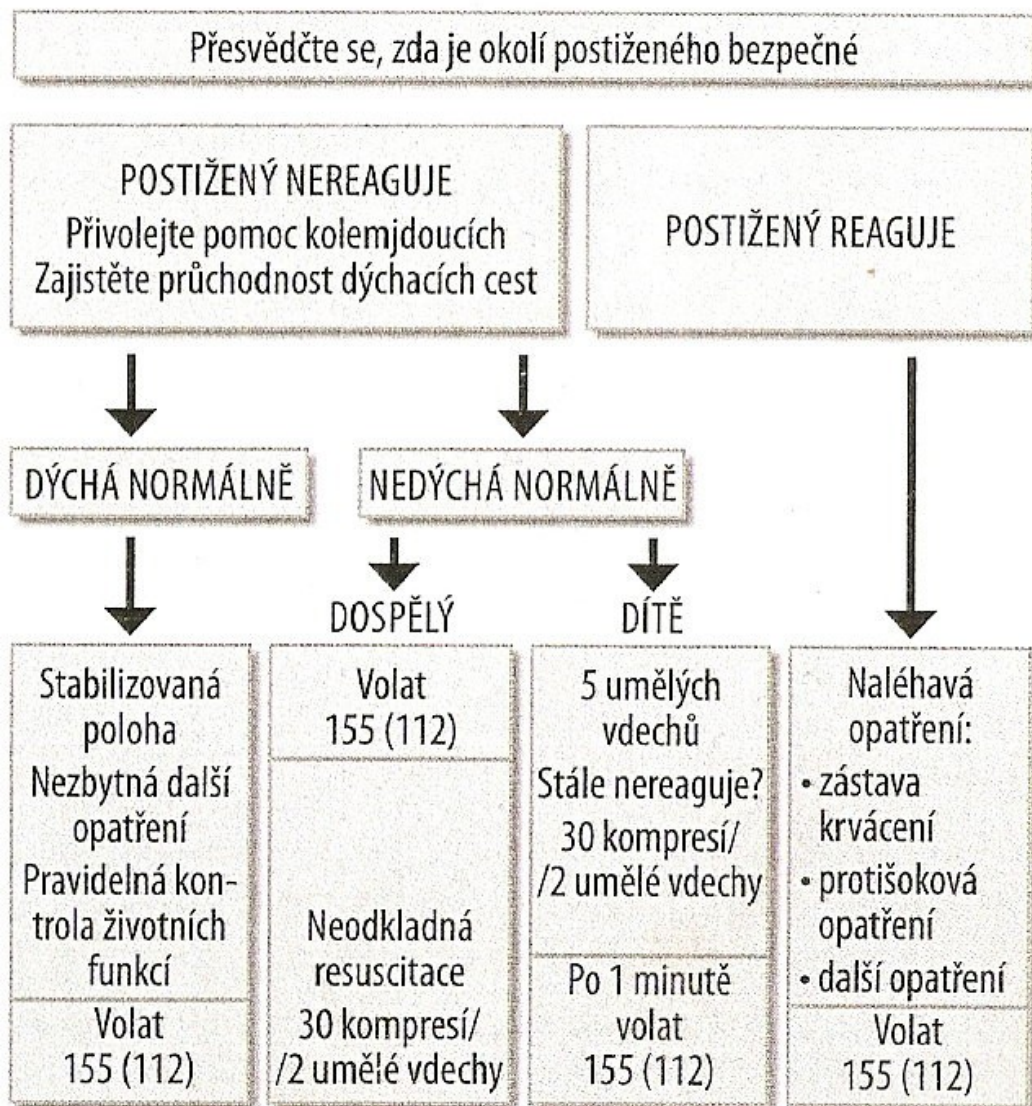 Přesvědčte se, zda je okolí postiženého bezpečné
POSTIŽENÝ NEREAGUJE
Přivolejte pomoc kolemjdoucích
Zajistěte průchodnost dýchacích cest
POSTIŽENÝ REAGUJE
DÝCHÁ NORMÁLNĚ
NEDÝCHÁ NORMÁLNĚ
DOSPĚLÝ
DÍTĚ
Stabilizovaná
poloha
Nezbytná další
opatření
Pravidelná kon-
trola životních
funkcí
Volat
155 (112)
Volat
155 (112)
Neodkladná
resuscitace
30 kompresí/
/2 umělé vdechy
5 umělých
vdechů
Stále nereaguje?
30 kompresí/
/2 umělé vdechy
Po 1 minutě
volat
155 (112)
Naléhavá
opatření:
• zástava
krvácení
• protišoková
opatření
• další opatření
Volat
155 (112)